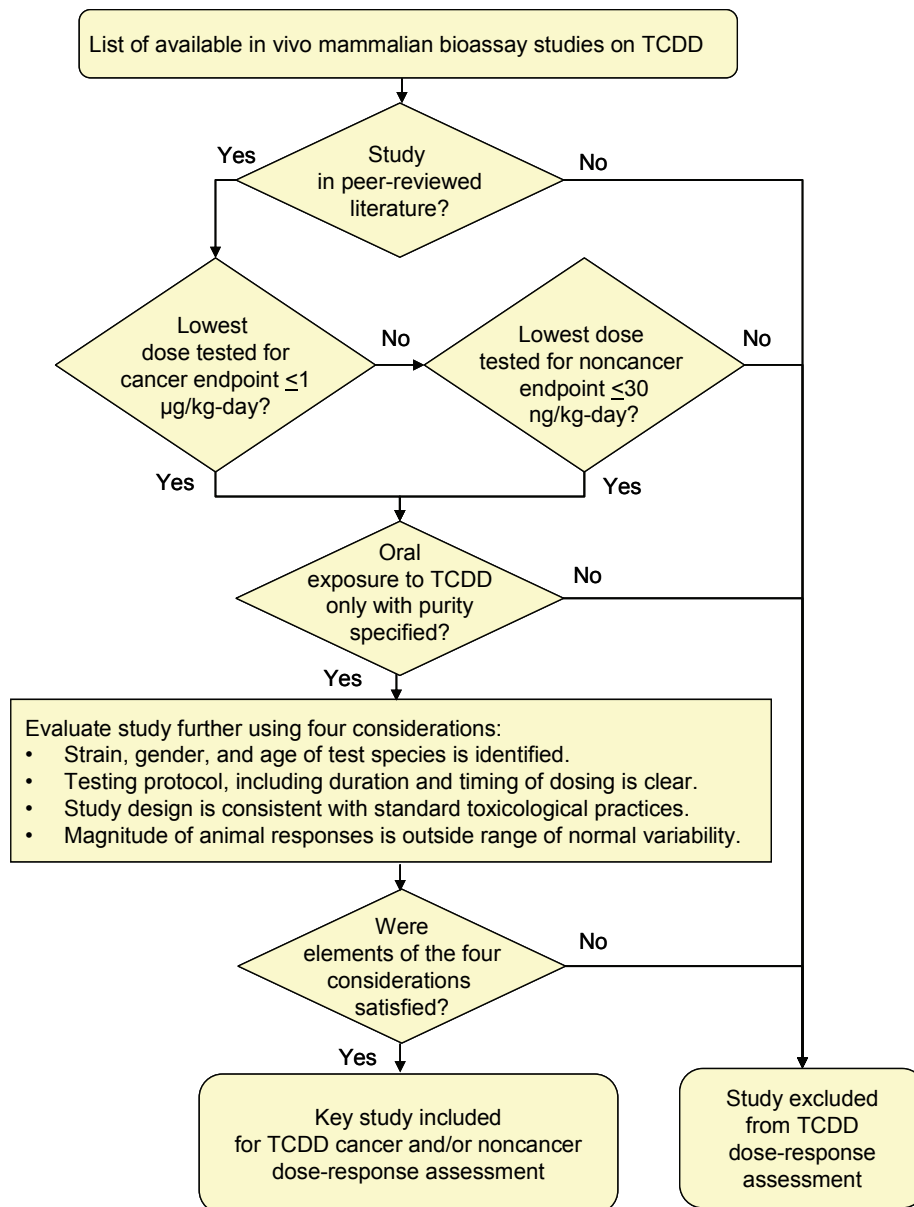 List of available in vivo mammalian bioassay studies on TCDD
Yes
Study
in peer-reviewed
literature?
No
Lowest
dose tested for
cancer endpoint ≤1
µg/kg-day?
No
Lowest dose
tested for noncancer
endpoint ≤30
ng/kg-day?
No
Yes
Yes
Oral
exposure to TCDD
only with purity
specified?
No
Yes
Evaluate study further using four considerations:
• Strain, gender, and age of test species is identified.
• Testing protocol, including duration and timing of dosing is clear.
• Study design is consistent with standard toxicological practices.
• Magnitude of animal responses is outside range of normal variability.
Were
elements of the four
considerations
satisfied?
No
Yes
Key study included
for TCDD cancer and/or noncancer
dose-response assessment
Study excluded
from TCDD
dose-response
assessment